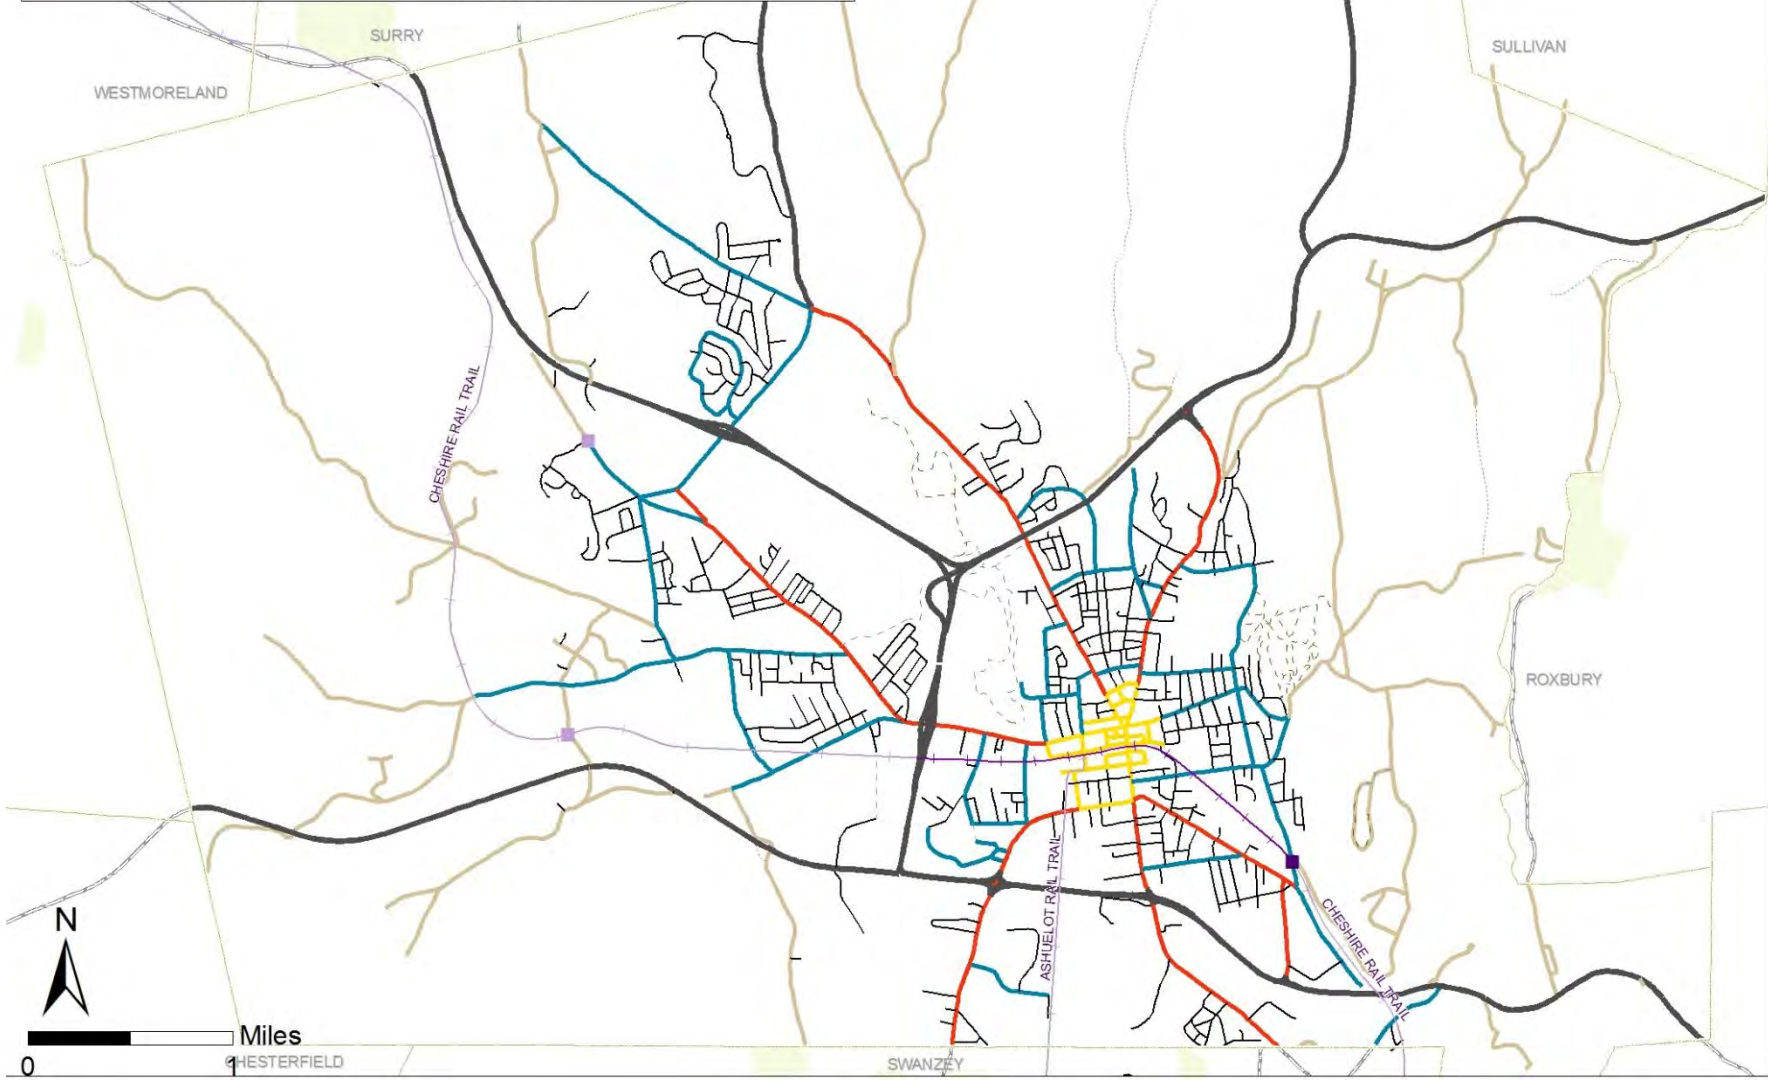 SURRY
SULLIVAN
WESTMORELAND
CHESHIRE RAIL TRAIL
ROXBURY
ASHUELOT RAIL TRAIL
CHESHIRE RAIL TRAIL
N
Miles
0 1
CHESTERFIELD
SWANZEY